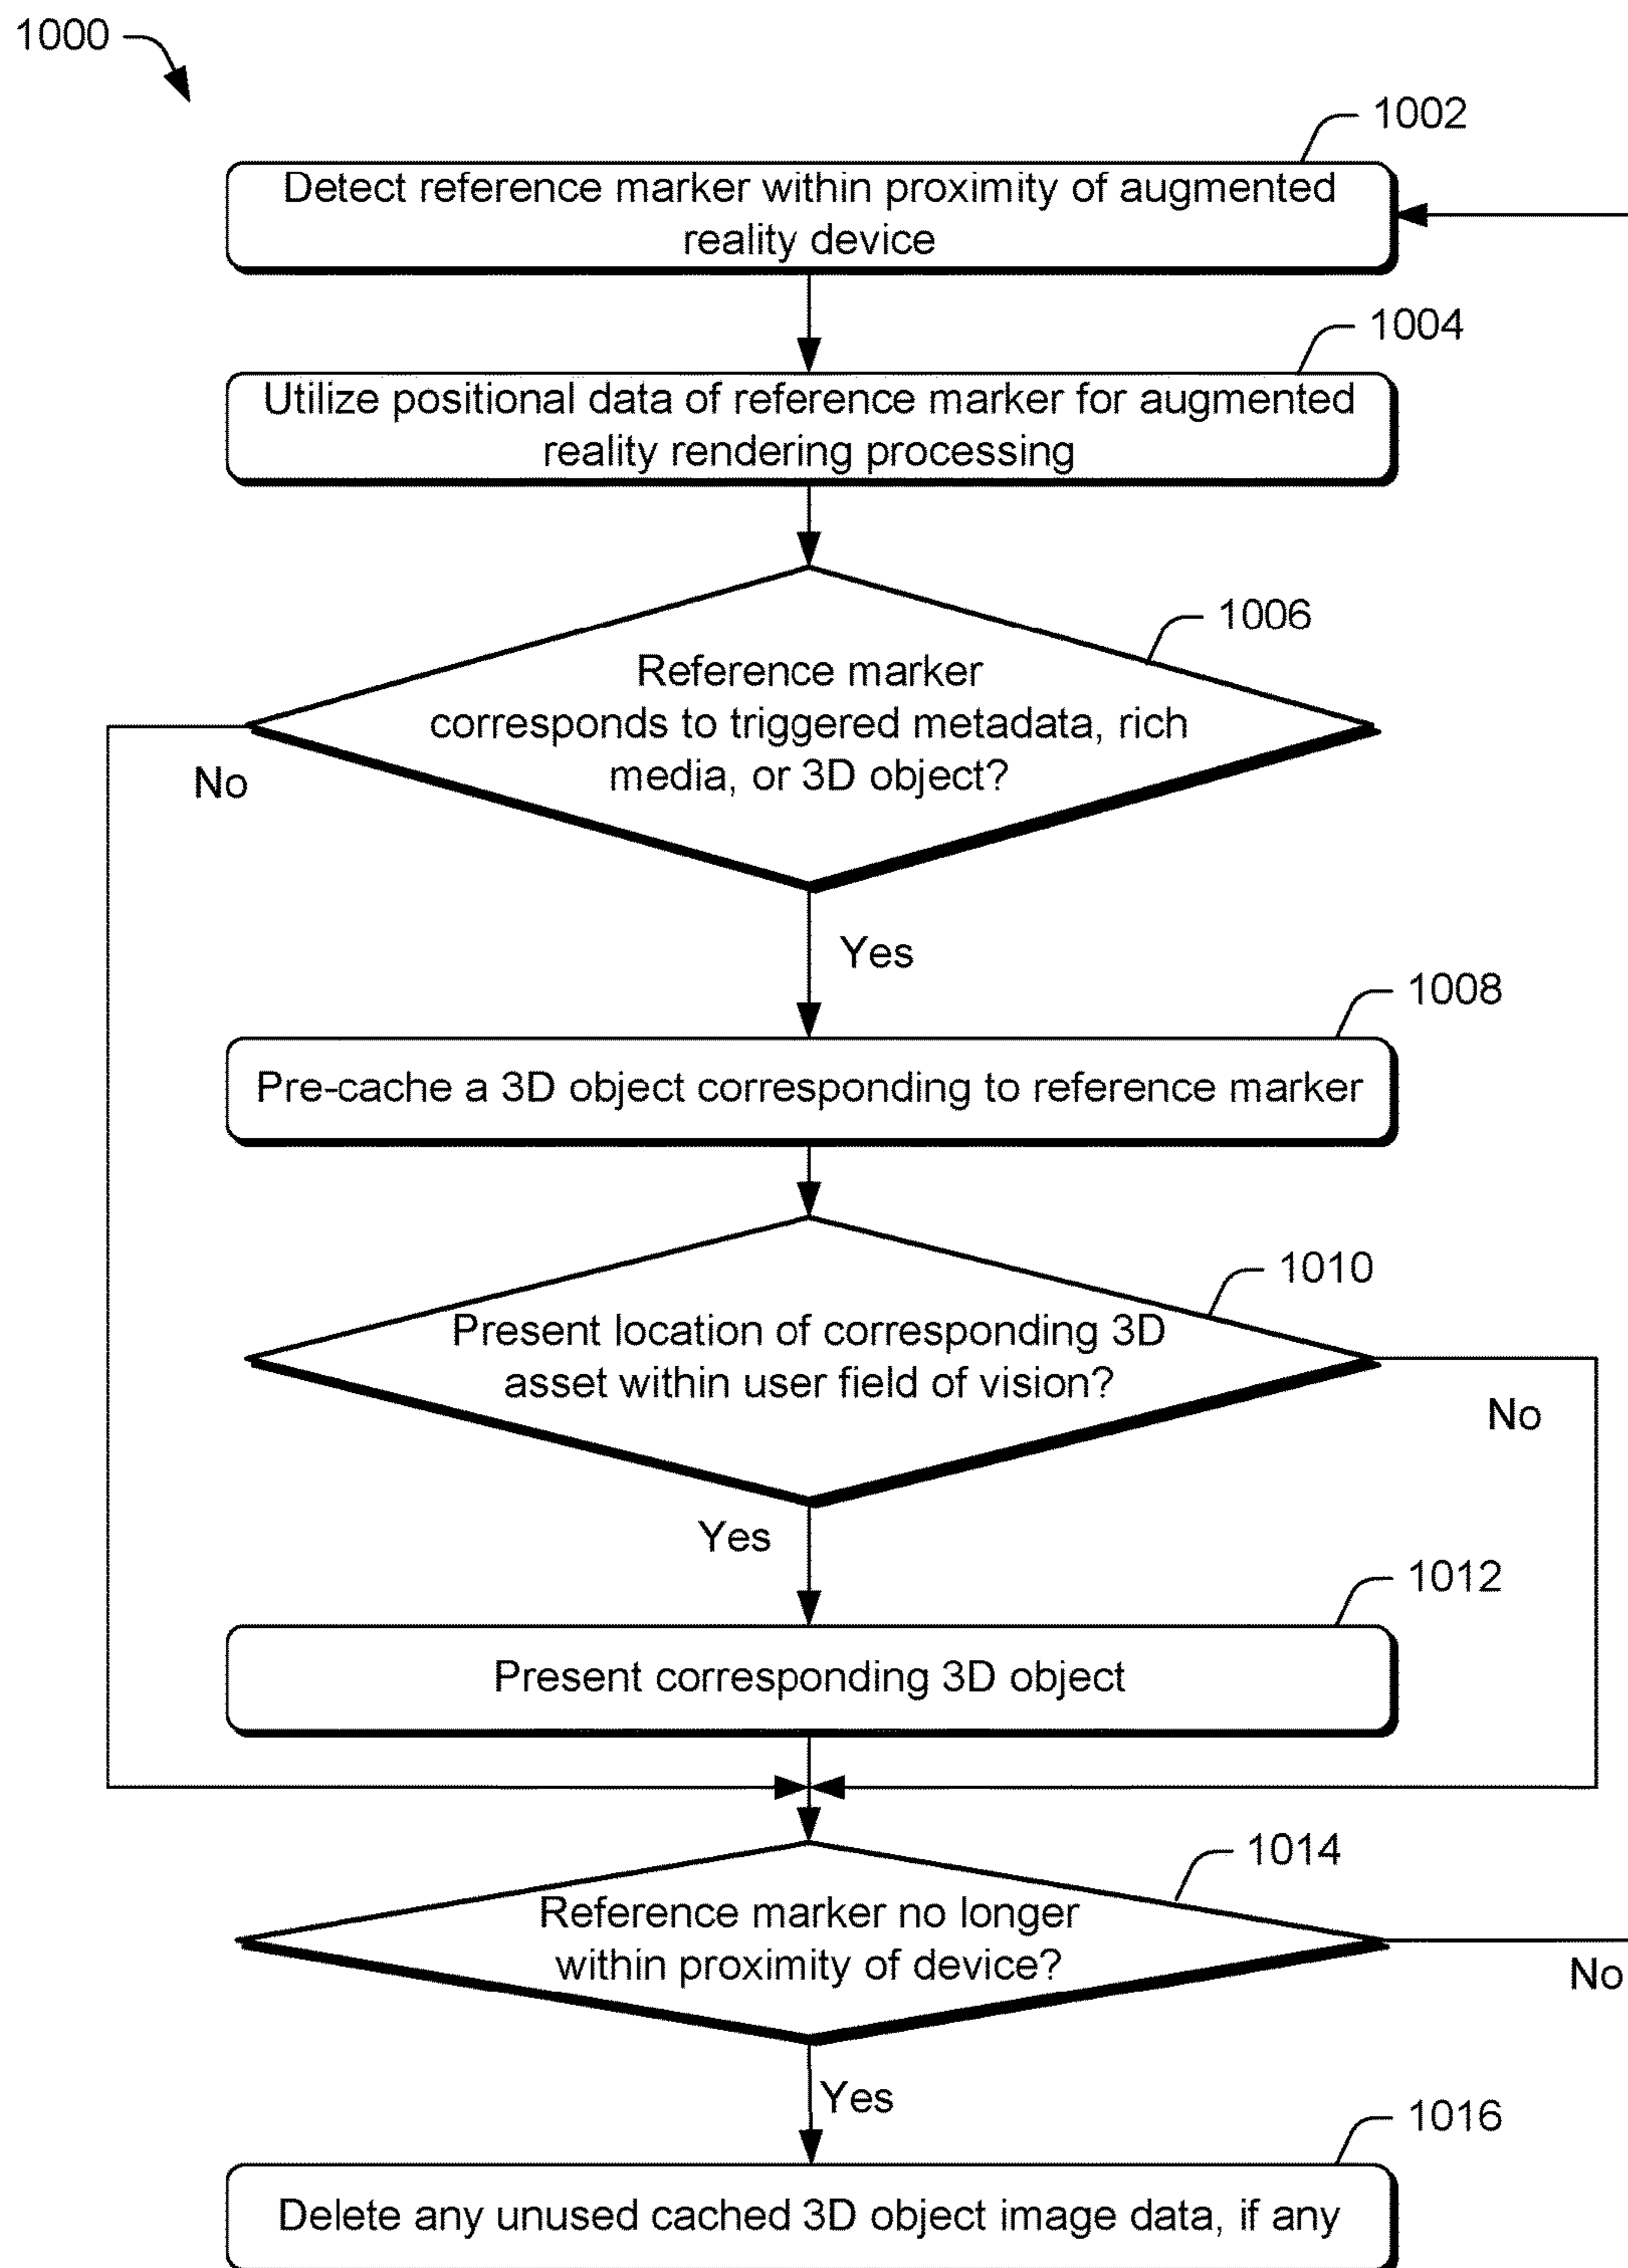 1000
1002
Detect reference marker within proximity of augmented
reality device
1004
Utilize positional data of reference marker for augmented
reality rendering processing
1006
Reference marker
corresponds to triggered metadata, rich
media, or 3D object?
No
Yes
1008
Pre-cache a 3D object corresponding to reference marker
1010
Present location of corresponding 3D
asset within user field of vision?
No
Yes
1012
Present corresponding 3D object
1014
Reference marker no longer
within proximity of device?
No
Yes
1016
Delete any unused cached 3D object image data, if any